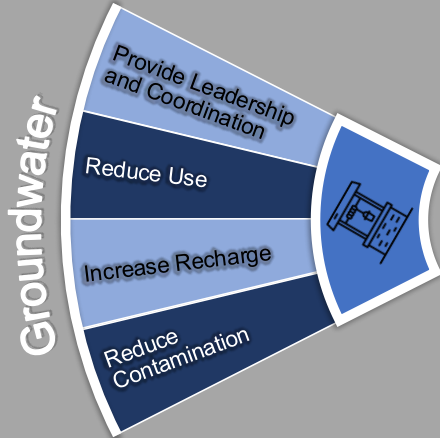 Groundwater
Provide Leadership
and Coordination
Reduce Use
Increase Recharge
Reduce
Contamination